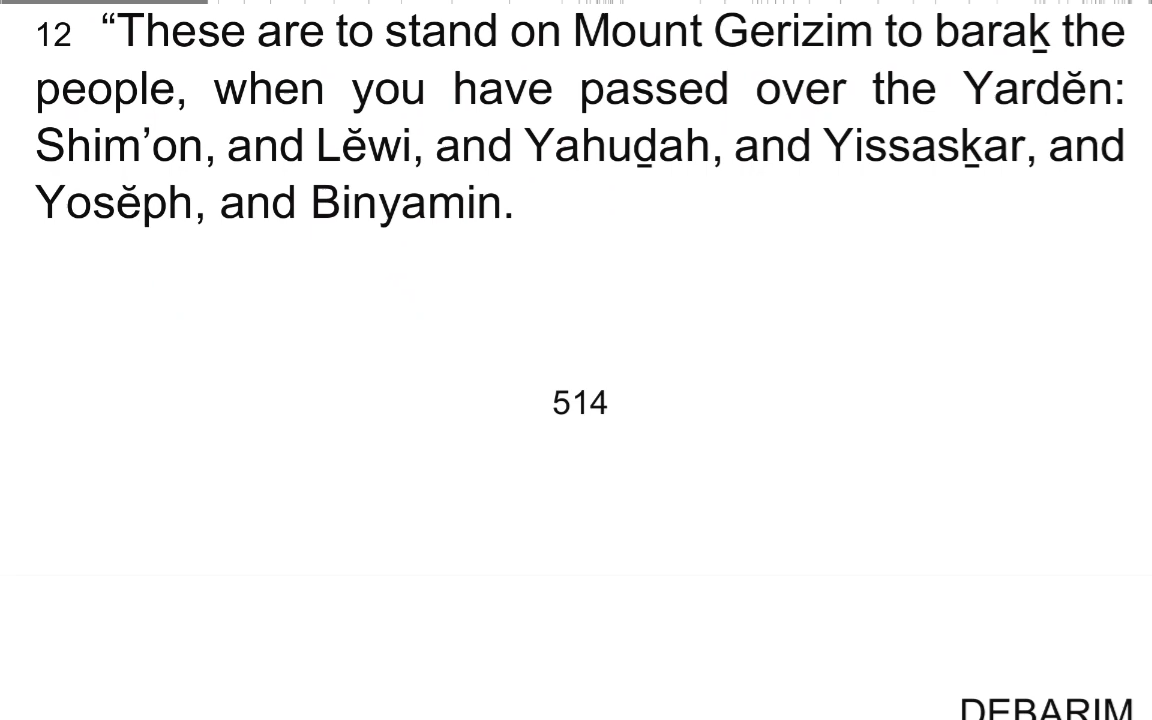 12 “These are to stand on Mount Gerizim to baraḵ the
people, when you have passed over the Yardĕn:
Shim’on, and Lĕwi, and Yahuḏah, and Yissasḵar, and
Yosĕph, and Binyamin.
514
DEBARIM